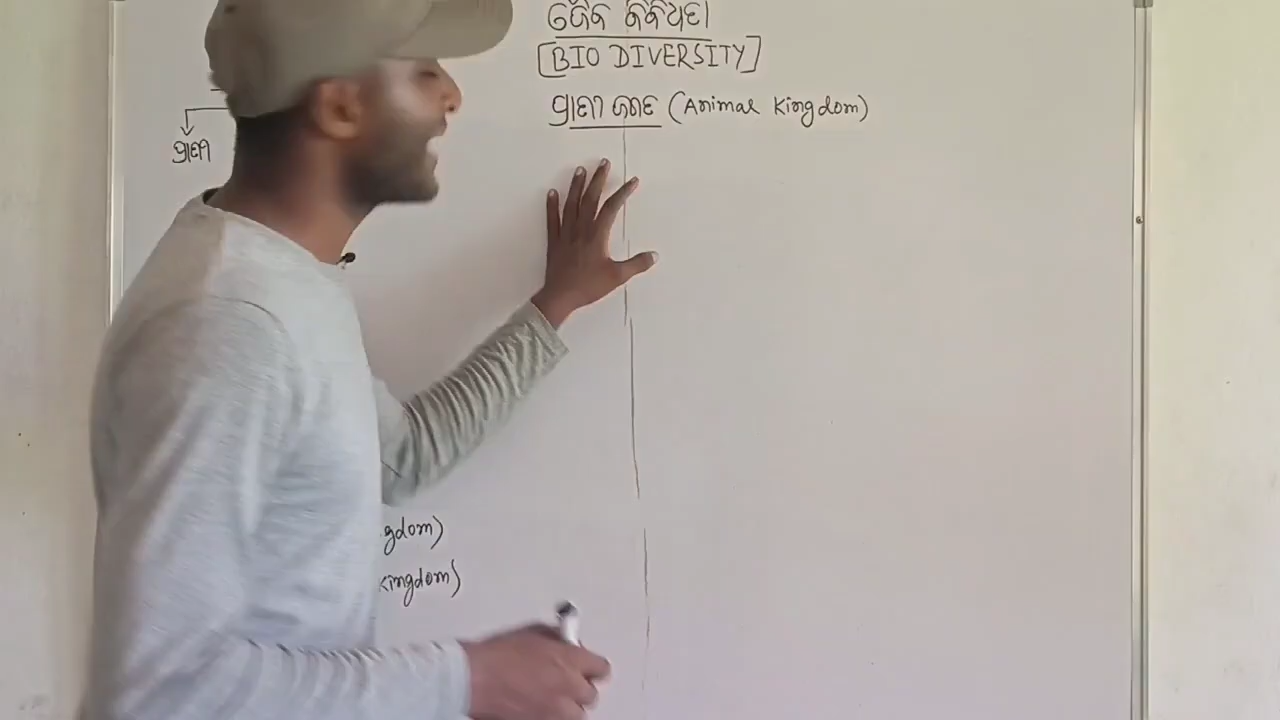 ଜୈବ ବିବିଧତା
[BIO DIVERSITY]
ପ୍ରାଣୀ ଜଗତ (Animal Kingdom)
ପ୍ରାଣୀ
gdom)
kingdom)